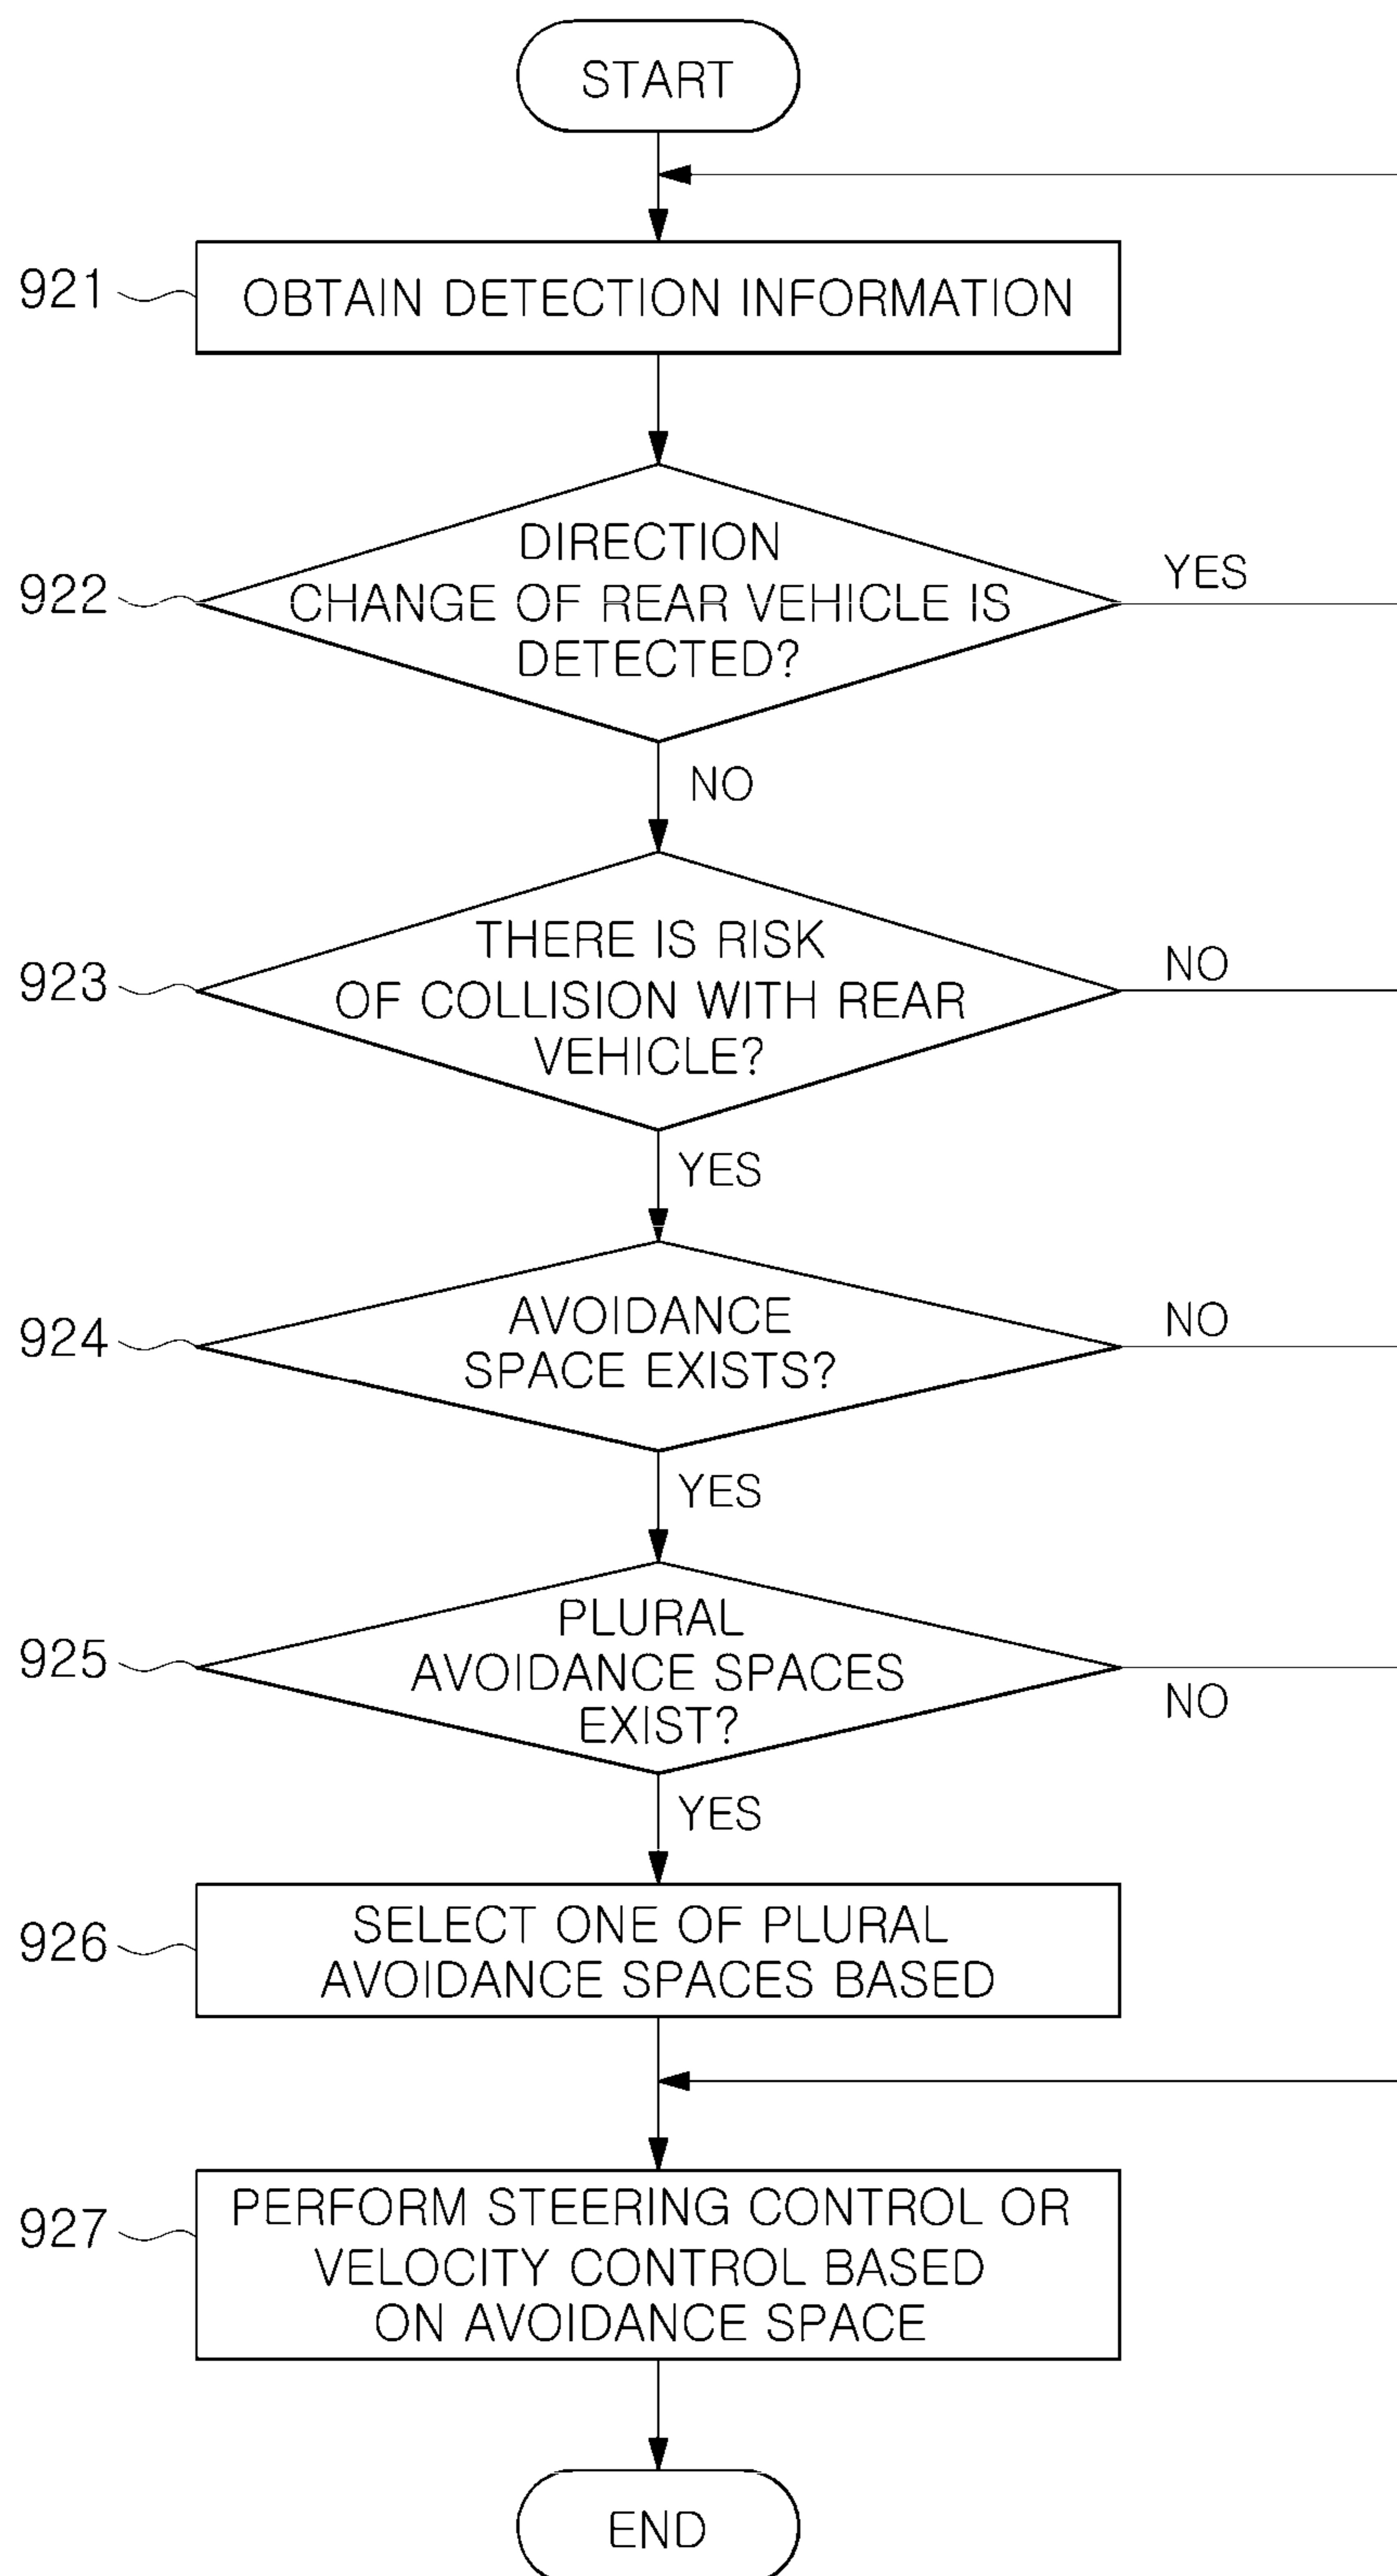 START
921
OBTAIN DETECTION INFORMATION
922
DIRECTION
CHANGE OF REAR VEHICLE IS
DETECTED?
YES
NO
923
THERE IS RISK
OF COLLISION WITH REAR
VEHICLE?
NO
YES
924
AVOIDANCE
SPACE EXISTS?
NO
YES
925
PLURAL
AVOIDANCE SPACES
EXIST?
NO
YES
926
SELECT ONE OF PLURAL
AVOIDANCE SPACES BASED
927
PERFORM STEERING CONTROL OR
VELOCITY CONTROL BASED
ON AVOIDANCE SPACE
END